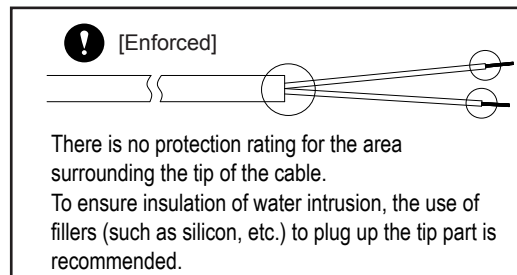 [Enforced]
There is no protection rating for the area
surrounding the tip of the cable.
To ensure insulation of water intrusion, the use of
fillers (such as silicon, etc.) to plug up the tip part is
recommended.